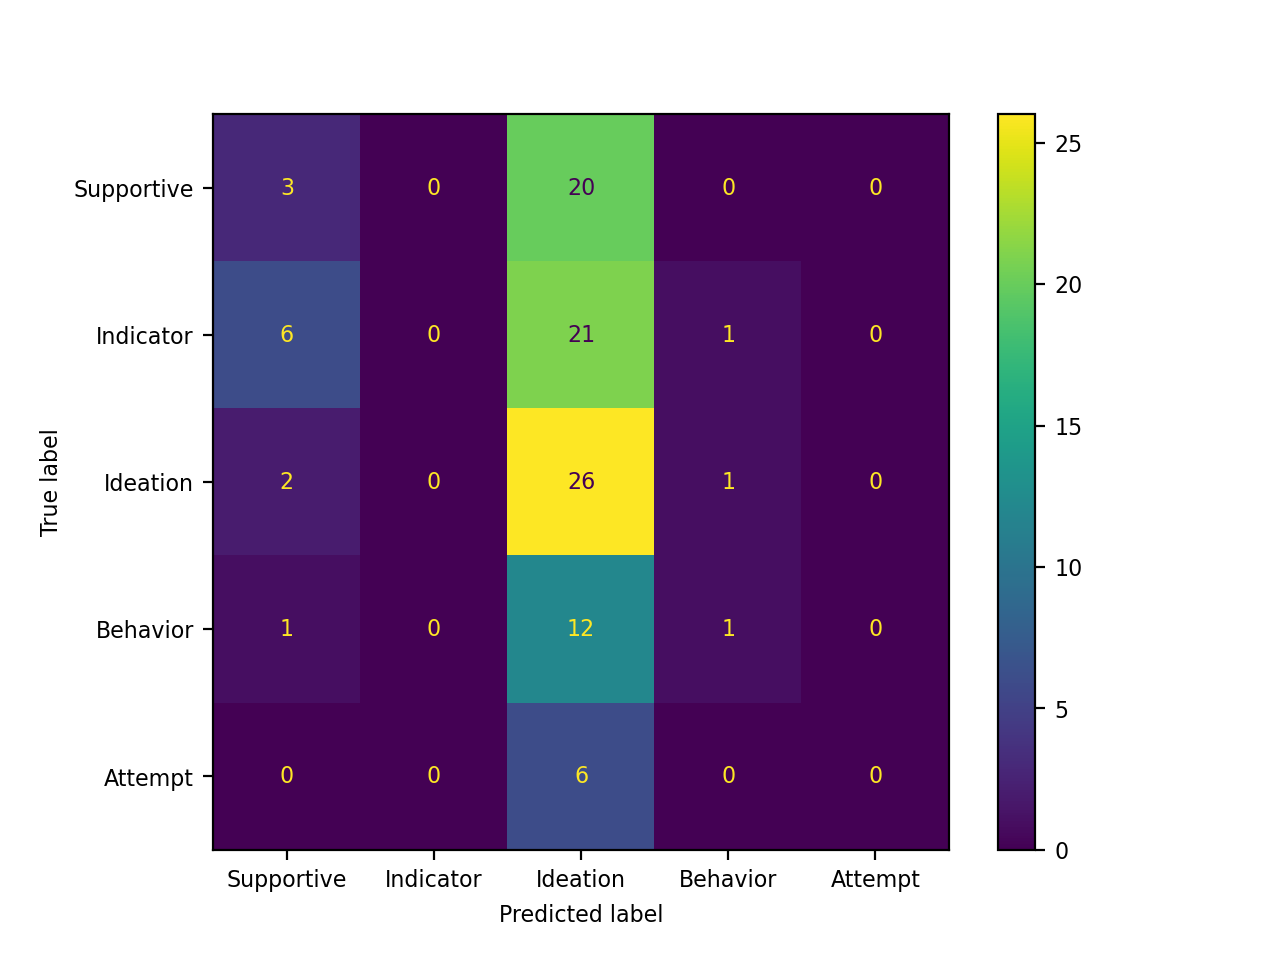 Supportive 3 0 20 0 0
Indicator 6 0 21 1 0
Ideation 2 0 26 1 0
Behavior 1 0 12 1 0
Attempt 0 0 6 0 0
Supportive Indicator Ideation Behavior Attempt
Predicted label
True label
25
20
15
10
5
0